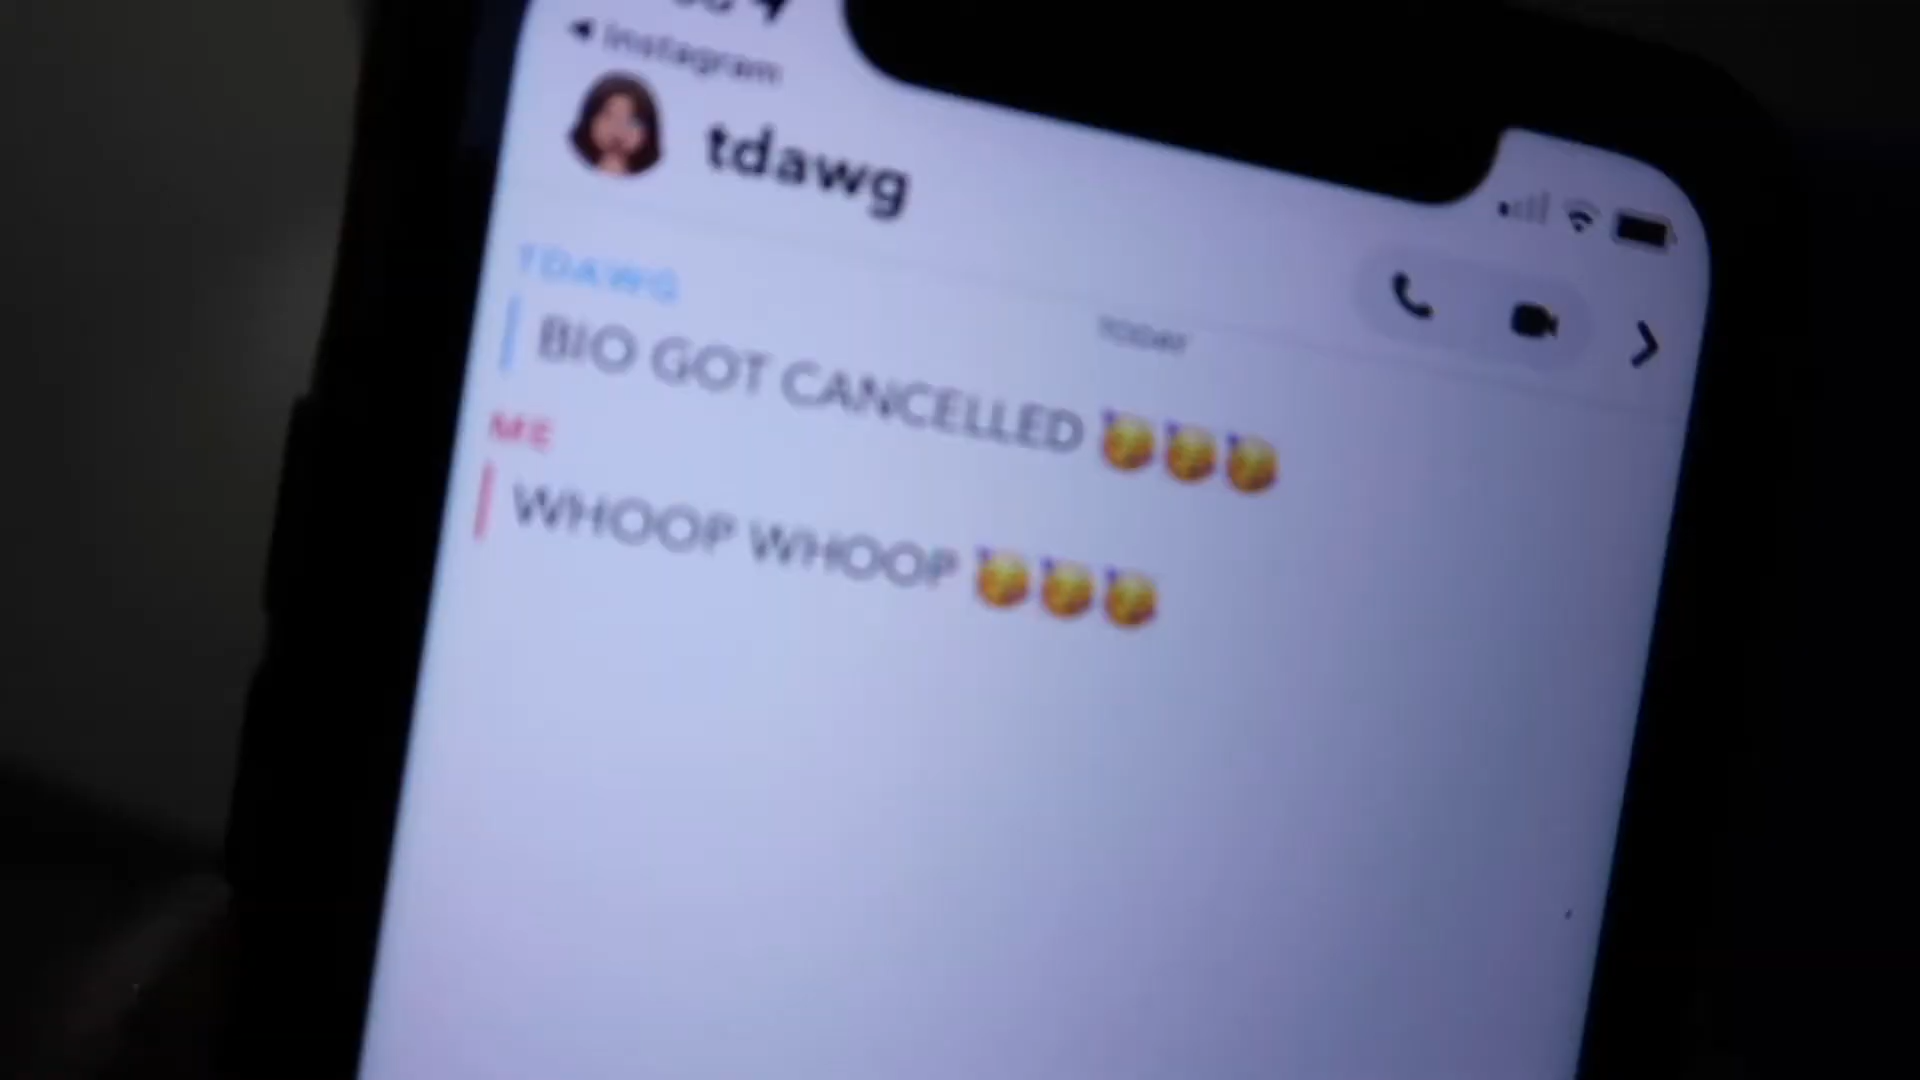 Instagram
tdawg
TODAY
TDAWG
BIO GOT CANCELLED 🥳🥳🥳
ME
WHOOP WHOOP 🥳🥳🥳